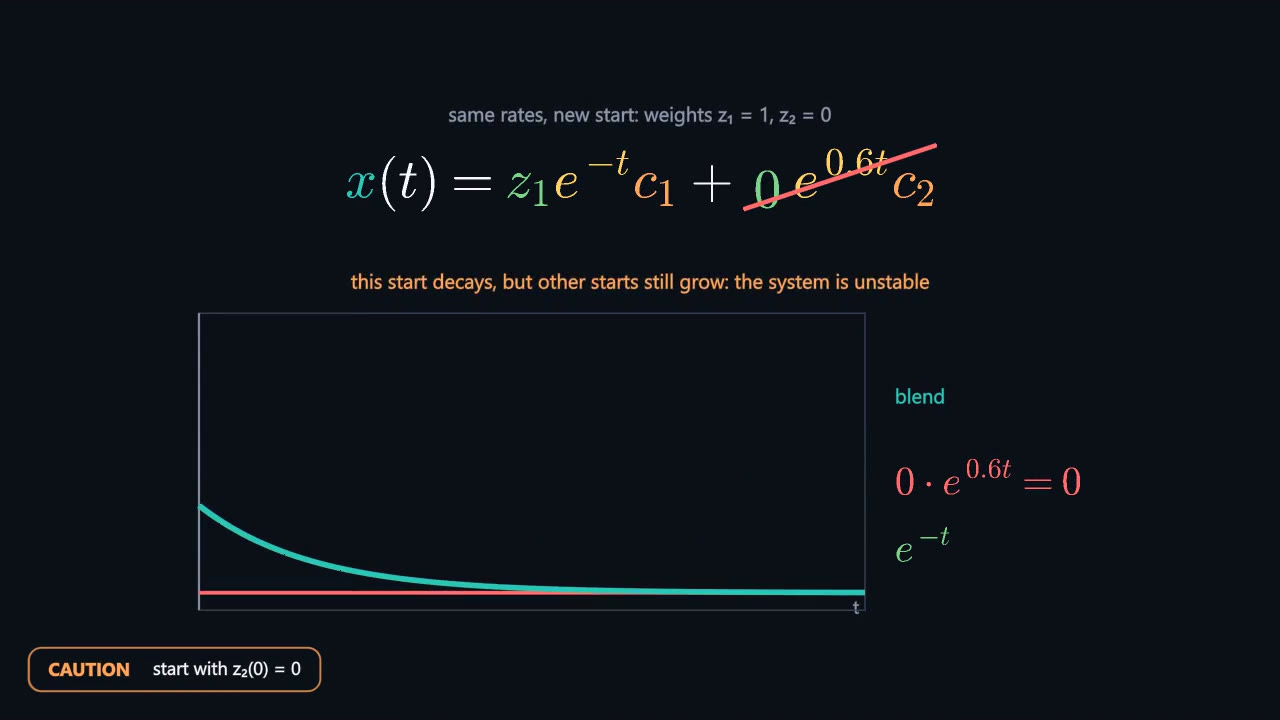 same rates, new start: weights z₁ = 1, z₂ = 0
x(t) = z₁e⁻ᵗc₁ + 0 e^{0.6t}c₂
this start decays, but other starts still grow: the system is unstable
blend
0 · e^{0.6t} = 0
e⁻ᵗ
t
CAUTION start with z₂(0) = 0